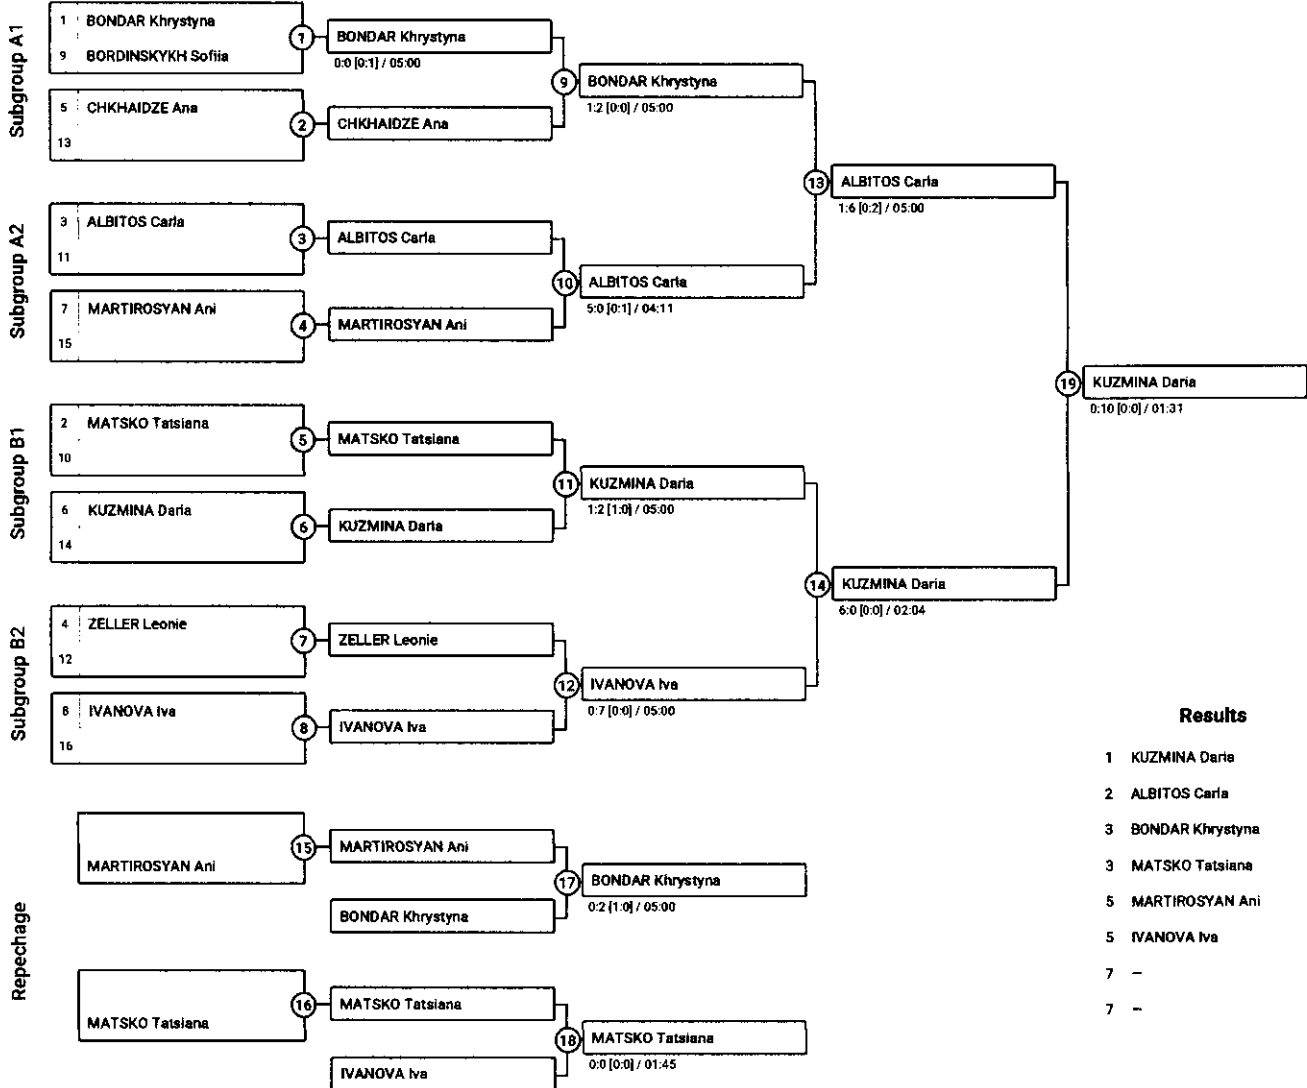 Subgroup A1
1 BONDAR Khrystyna
9 BORDINSKYKH Sofiia
1
BONDAR Khrystyna
0:0 [0:1] / 05:00
5 CHKHAIDZE Ana
13
2
CHKHAIDZE Ana
9
BONDAR Khrystyna
1:2 [0:0] / 05:00
Subgroup A2
3 ALBITOS Carla
11
3
ALBITOS Carla
7 MARTIROSYAN Ani
15
4
MARTIROSYAN Ani
10
ALBITOS Carla
5:0 [0:1] / 04:11
13
ALBITOS Carla
1:6 [0:2] / 05:00
Subgroup B1
2 MATSKO Tatsiana
10
5
MATSKO Tatsiana
6 KUZMINA Daria
14
6
KUZMINA Daria
11
KUZMINA Daria
1:2 [1:0] / 05:00
Subgroup B2
4 ZELLER Leonie
12
7
ZELLER Leonie
8 IVANOVA Iva
16
8
IVANOVA Iva
12
IVANOVA Iva
0:7 [0:0] / 05:00
14
KUZMINA Daria
6:0 [0:0] / 02:04
19
KUZMINA Daria
0:10 [0:0] / 01:31
Repechage
MARTIROSYAN Ani
15
MARTIROSYAN Ani
BONDAR Khrystyna
17
BONDAR Khrystyna
0:2 [1:0] / 05:00
MATSKO Tatsiana
16
MATSKO Tatsiana
IVANOVA Iva
18
MATSKO Tatsiana
0:0 [0:0] / 01:45
Results
1 KUZMINA Daria
2 ALBITOS Carla
3 BONDAR Khrystyna
3 MATSKO Tatsiana
5 MARTIROSYAN Ani
5 IVANOVA Iva
7 –
7 –